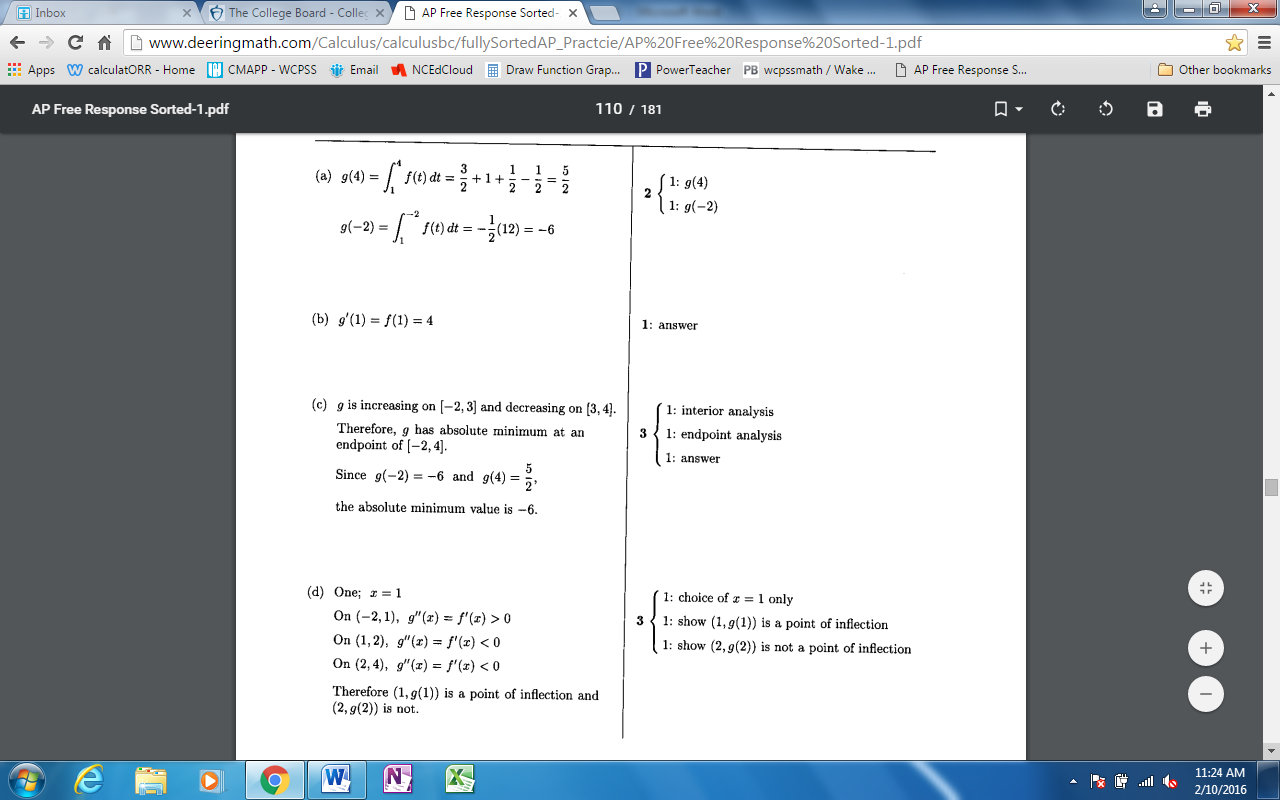 Inbox
The College Board - Colleg
AP Free Response Sorted-
www.deeringmath.com/Calculus/calculusbc/fullySortedAP_Practcie/AP%20Free%20Response%20Sorted-1.pdf
Apps calculatORR - Home CMAPP - WCPSS Email NCEdCloud Draw Function Grap... PowerTeacher PB wcpssmath / Wake ... AP Free Response S... Other bookmarks
AP Free Response Sorted-1.pdf 110 / 181
(a) g(4) = ∫₁⁴ f(t) dt = 3/2 + 1 + 1/2 − 1/2 = 5/2
g(−2) = ∫₁⁻² f(t) dt = −1/2(12) = −6
2 { 1: g(4)
1: g(−2)
(b) g′(1) = f(1) = 4
1: answer
(c) g is increasing on [−2, 3] and decreasing on [3, 4].
Therefore, g has absolute minimum at an
endpoint of [−2, 4].
Since g(−2) = −6 and g(4) = 5/2,
the absolute minimum value is −6.
3 { 1: interior analysis
1: endpoint analysis
1: answer
(d) One; x = 1
On (−2, 1), g″(x) = f′(x) > 0
On (1, 2), g″(x) = f′(x) < 0
On (2, 4), g″(x) = f′(x) < 0
Therefore (1, g(1)) is a point of inflection and
(2, g(2)) is not.
3 { 1: choice of x = 1 only
1: show (1, g(1)) is a point of inflection
1: show (2, g(2)) is not a point of inflection
11:24 AM
2/10/2016